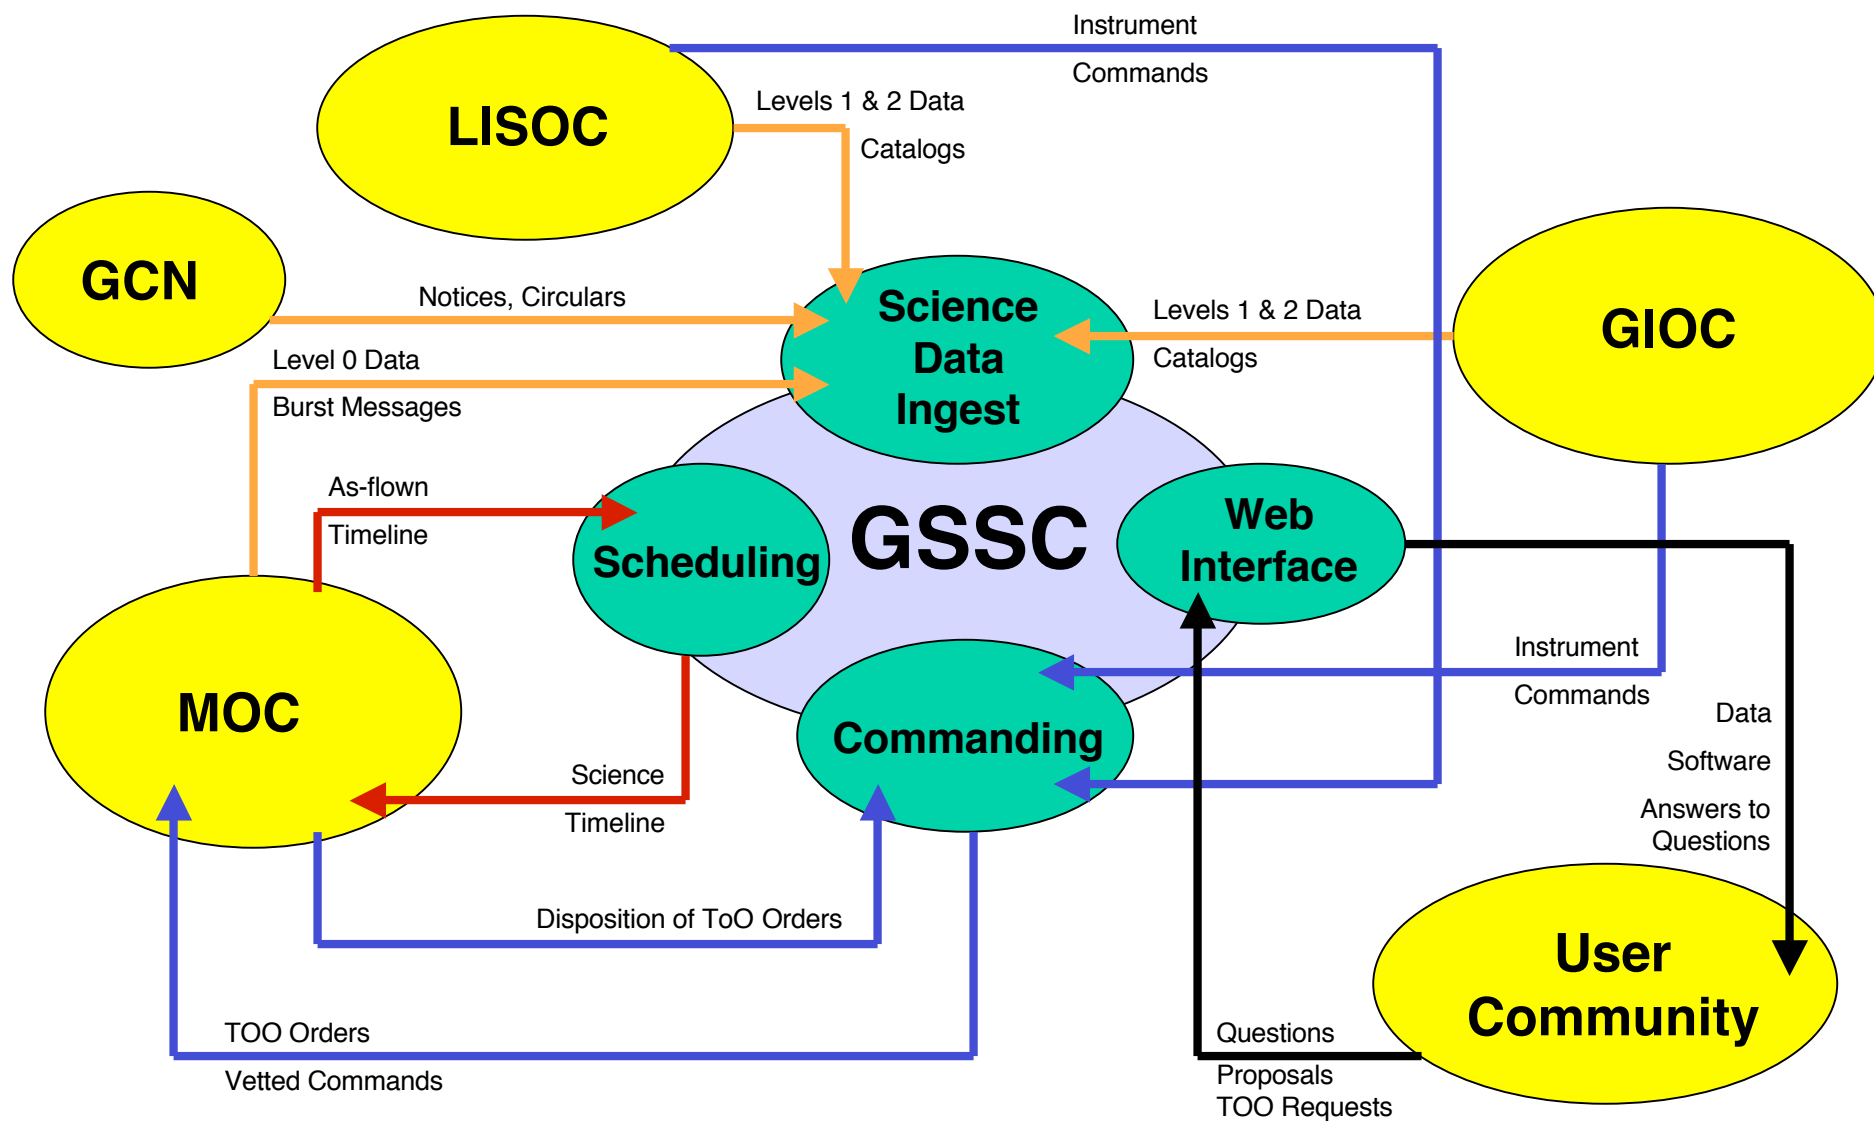 Instrument
Commands
LISOC
Levels 1 & 2 Data
Catalogs
GCN
Notices, Circulars
Level 0 Data
Burst Messages
Science
Data
Ingest
Levels 1 & 2 Data
Catalogs
GIOC
As-flown
Timeline
Scheduling
GSSC
Web
Interface
MOC
Science
Timeline
Commanding
Instrument
Commands
Data
Software
Answers to
Questions
Disposition of ToO Orders
User
Community
TOO Orders
Vetted Commands
Questions
Proposals
TOO Requests